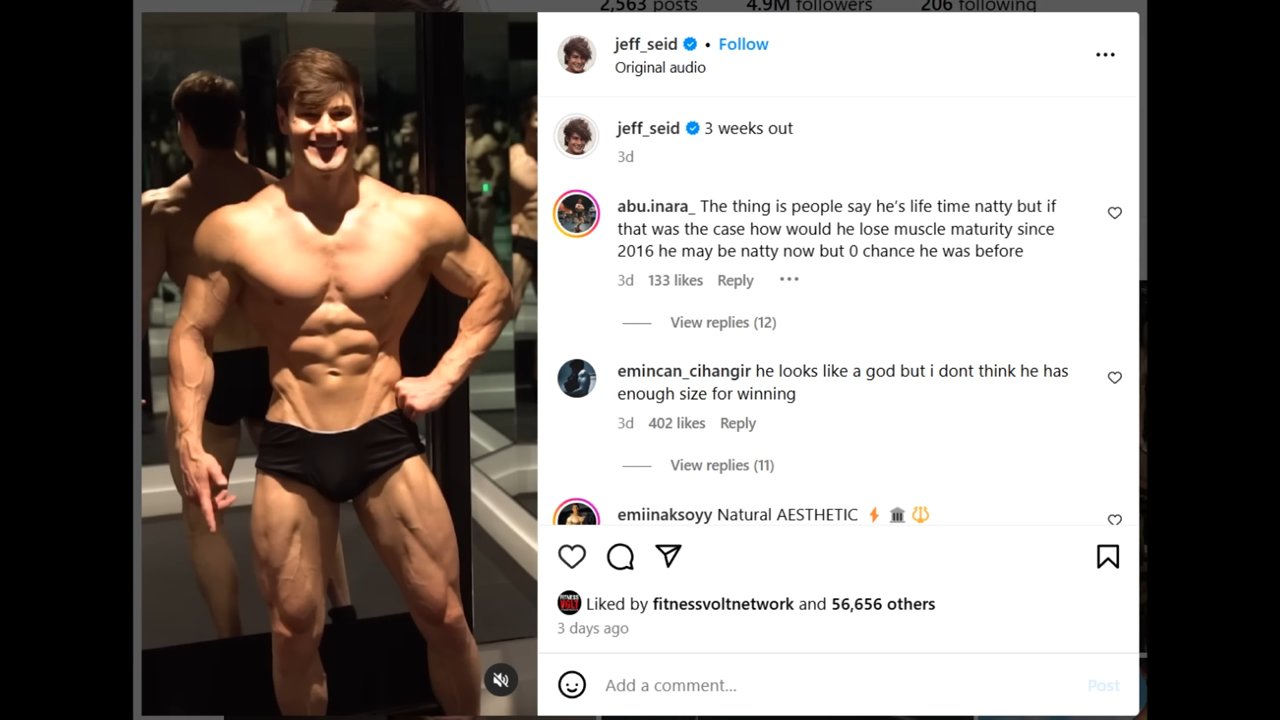 2,563 posts 4.9M followers 206 following
jeff_seid • Follow
Original audio
jeff_seid 3 weeks out
3d
abu.inara_ The thing is people say he's life time natty but if
that was the case how would he lose muscle maturity since
2016 he may be natty now but 0 chance he was before
3d 133 likes Reply
View replies (12)
emincan_cihangir he looks like a god but i dont think he has
enough size for winning
3d 402 likes Reply
View replies (11)
emiinaksoyy Natural AESTHETIC ⚡ 🏛️ 🔱
FITNESS
VOLT
Liked by fitnessvoltnetwork and 56,656 others
3 days ago
Add a comment...
Post